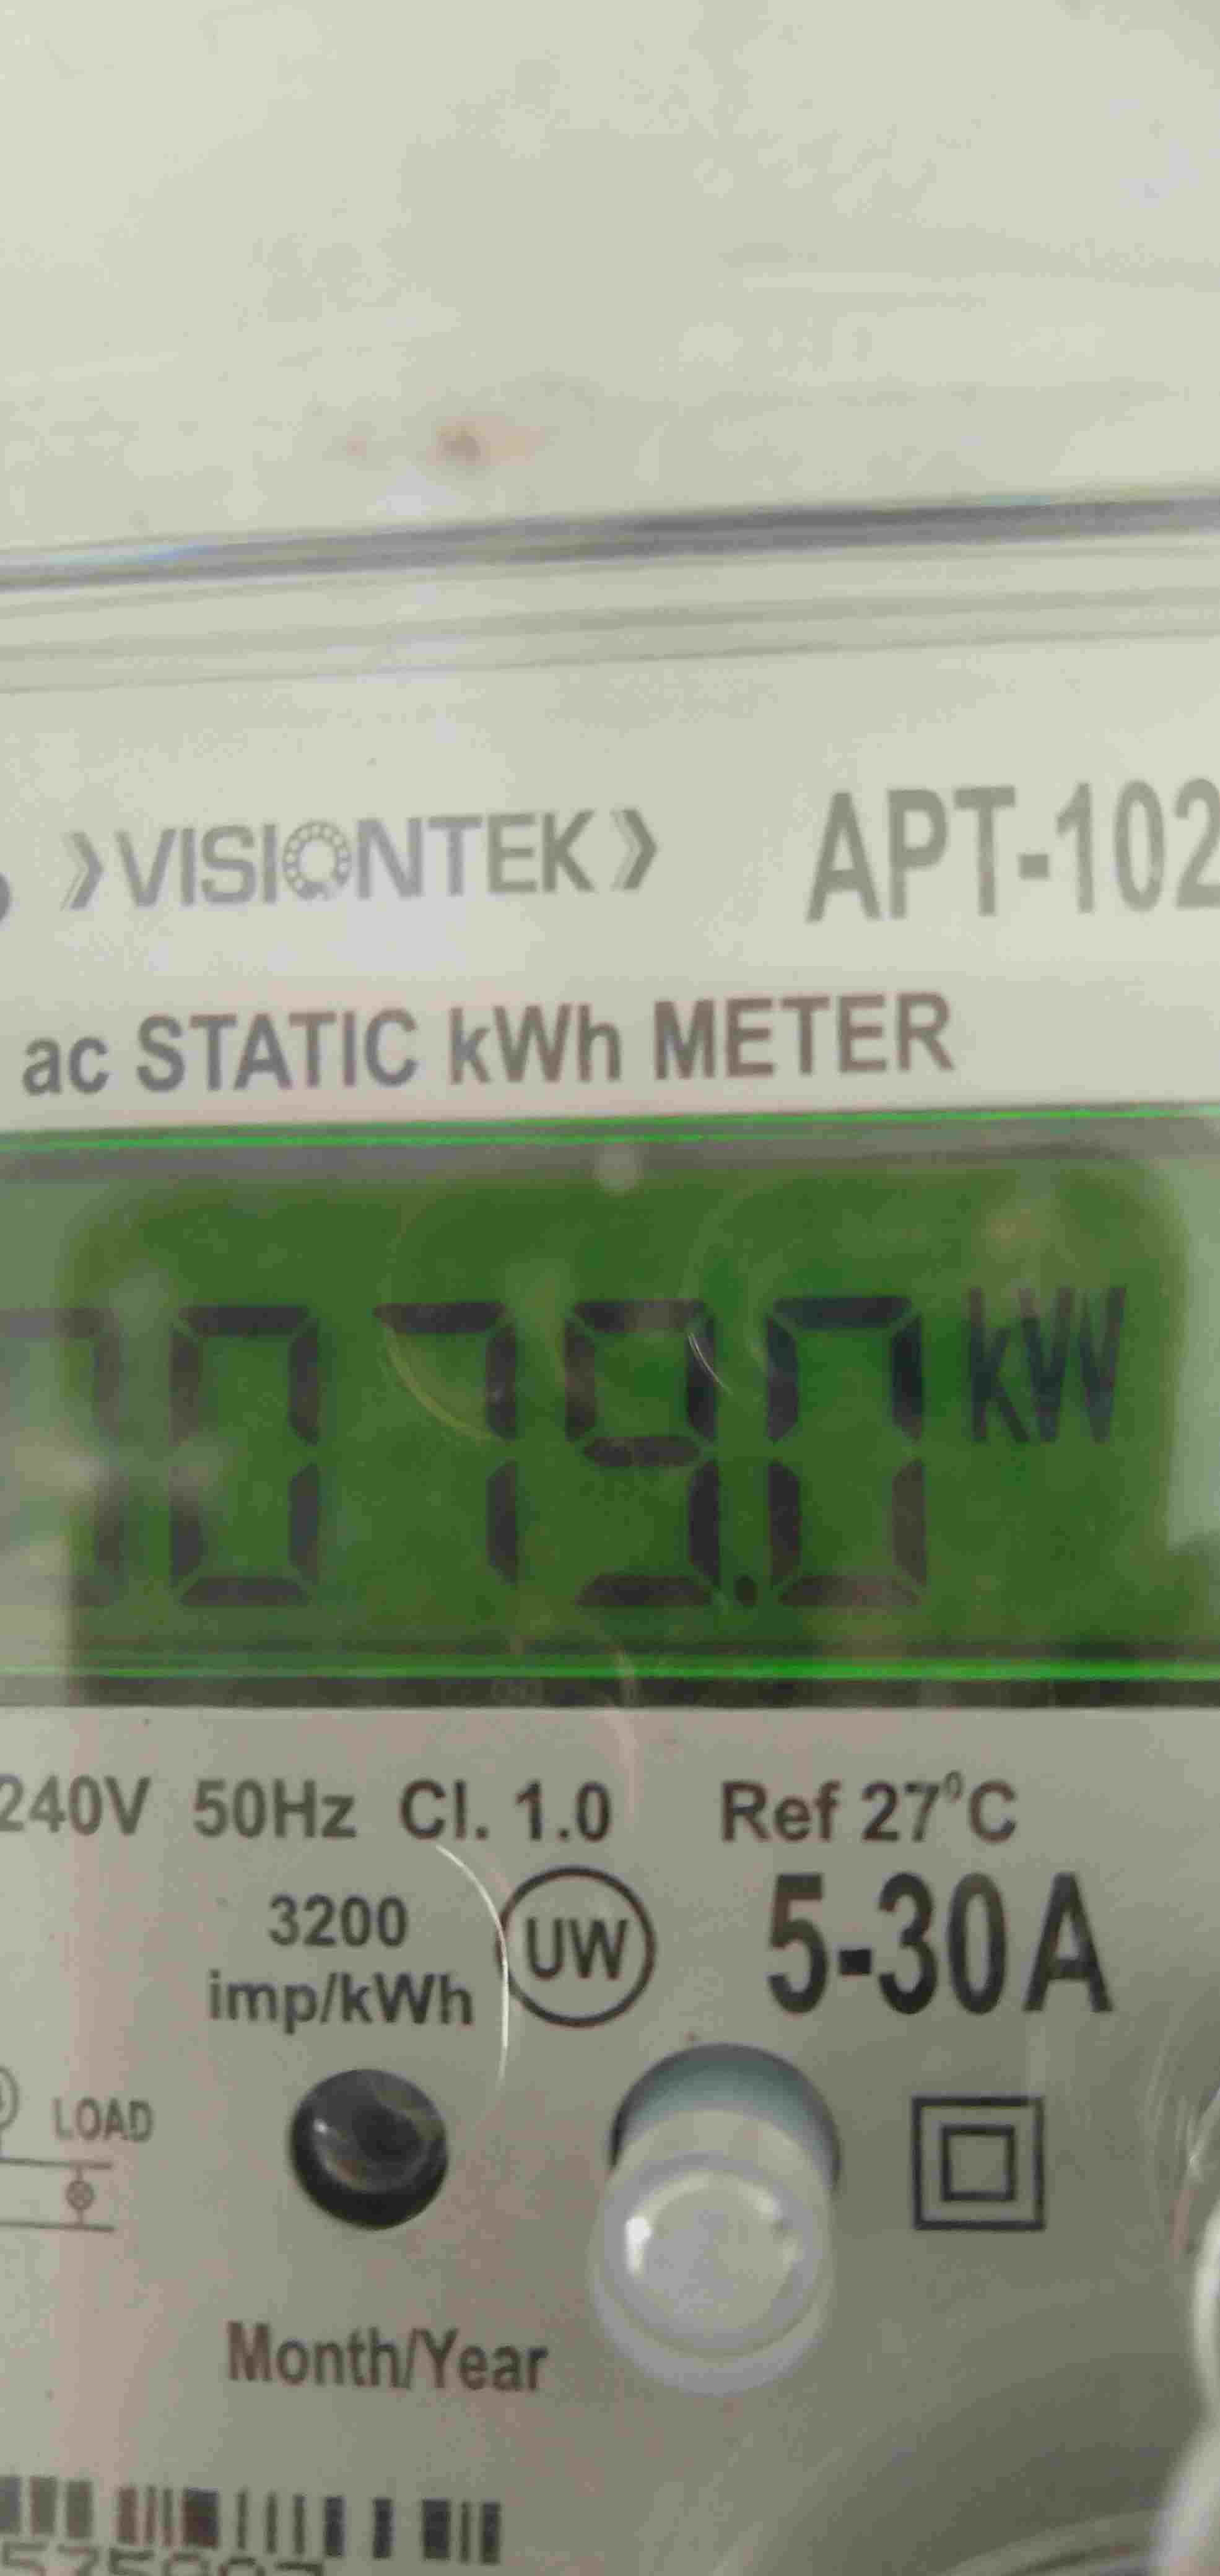 VISIONTEK APT-102
ac STATIC kWh METER
0079.0 kW
240V 50Hz Cl. 1.0 Ref 27°C
3200 UW 5-30A
imp/kWh
LOAD
Month/Year